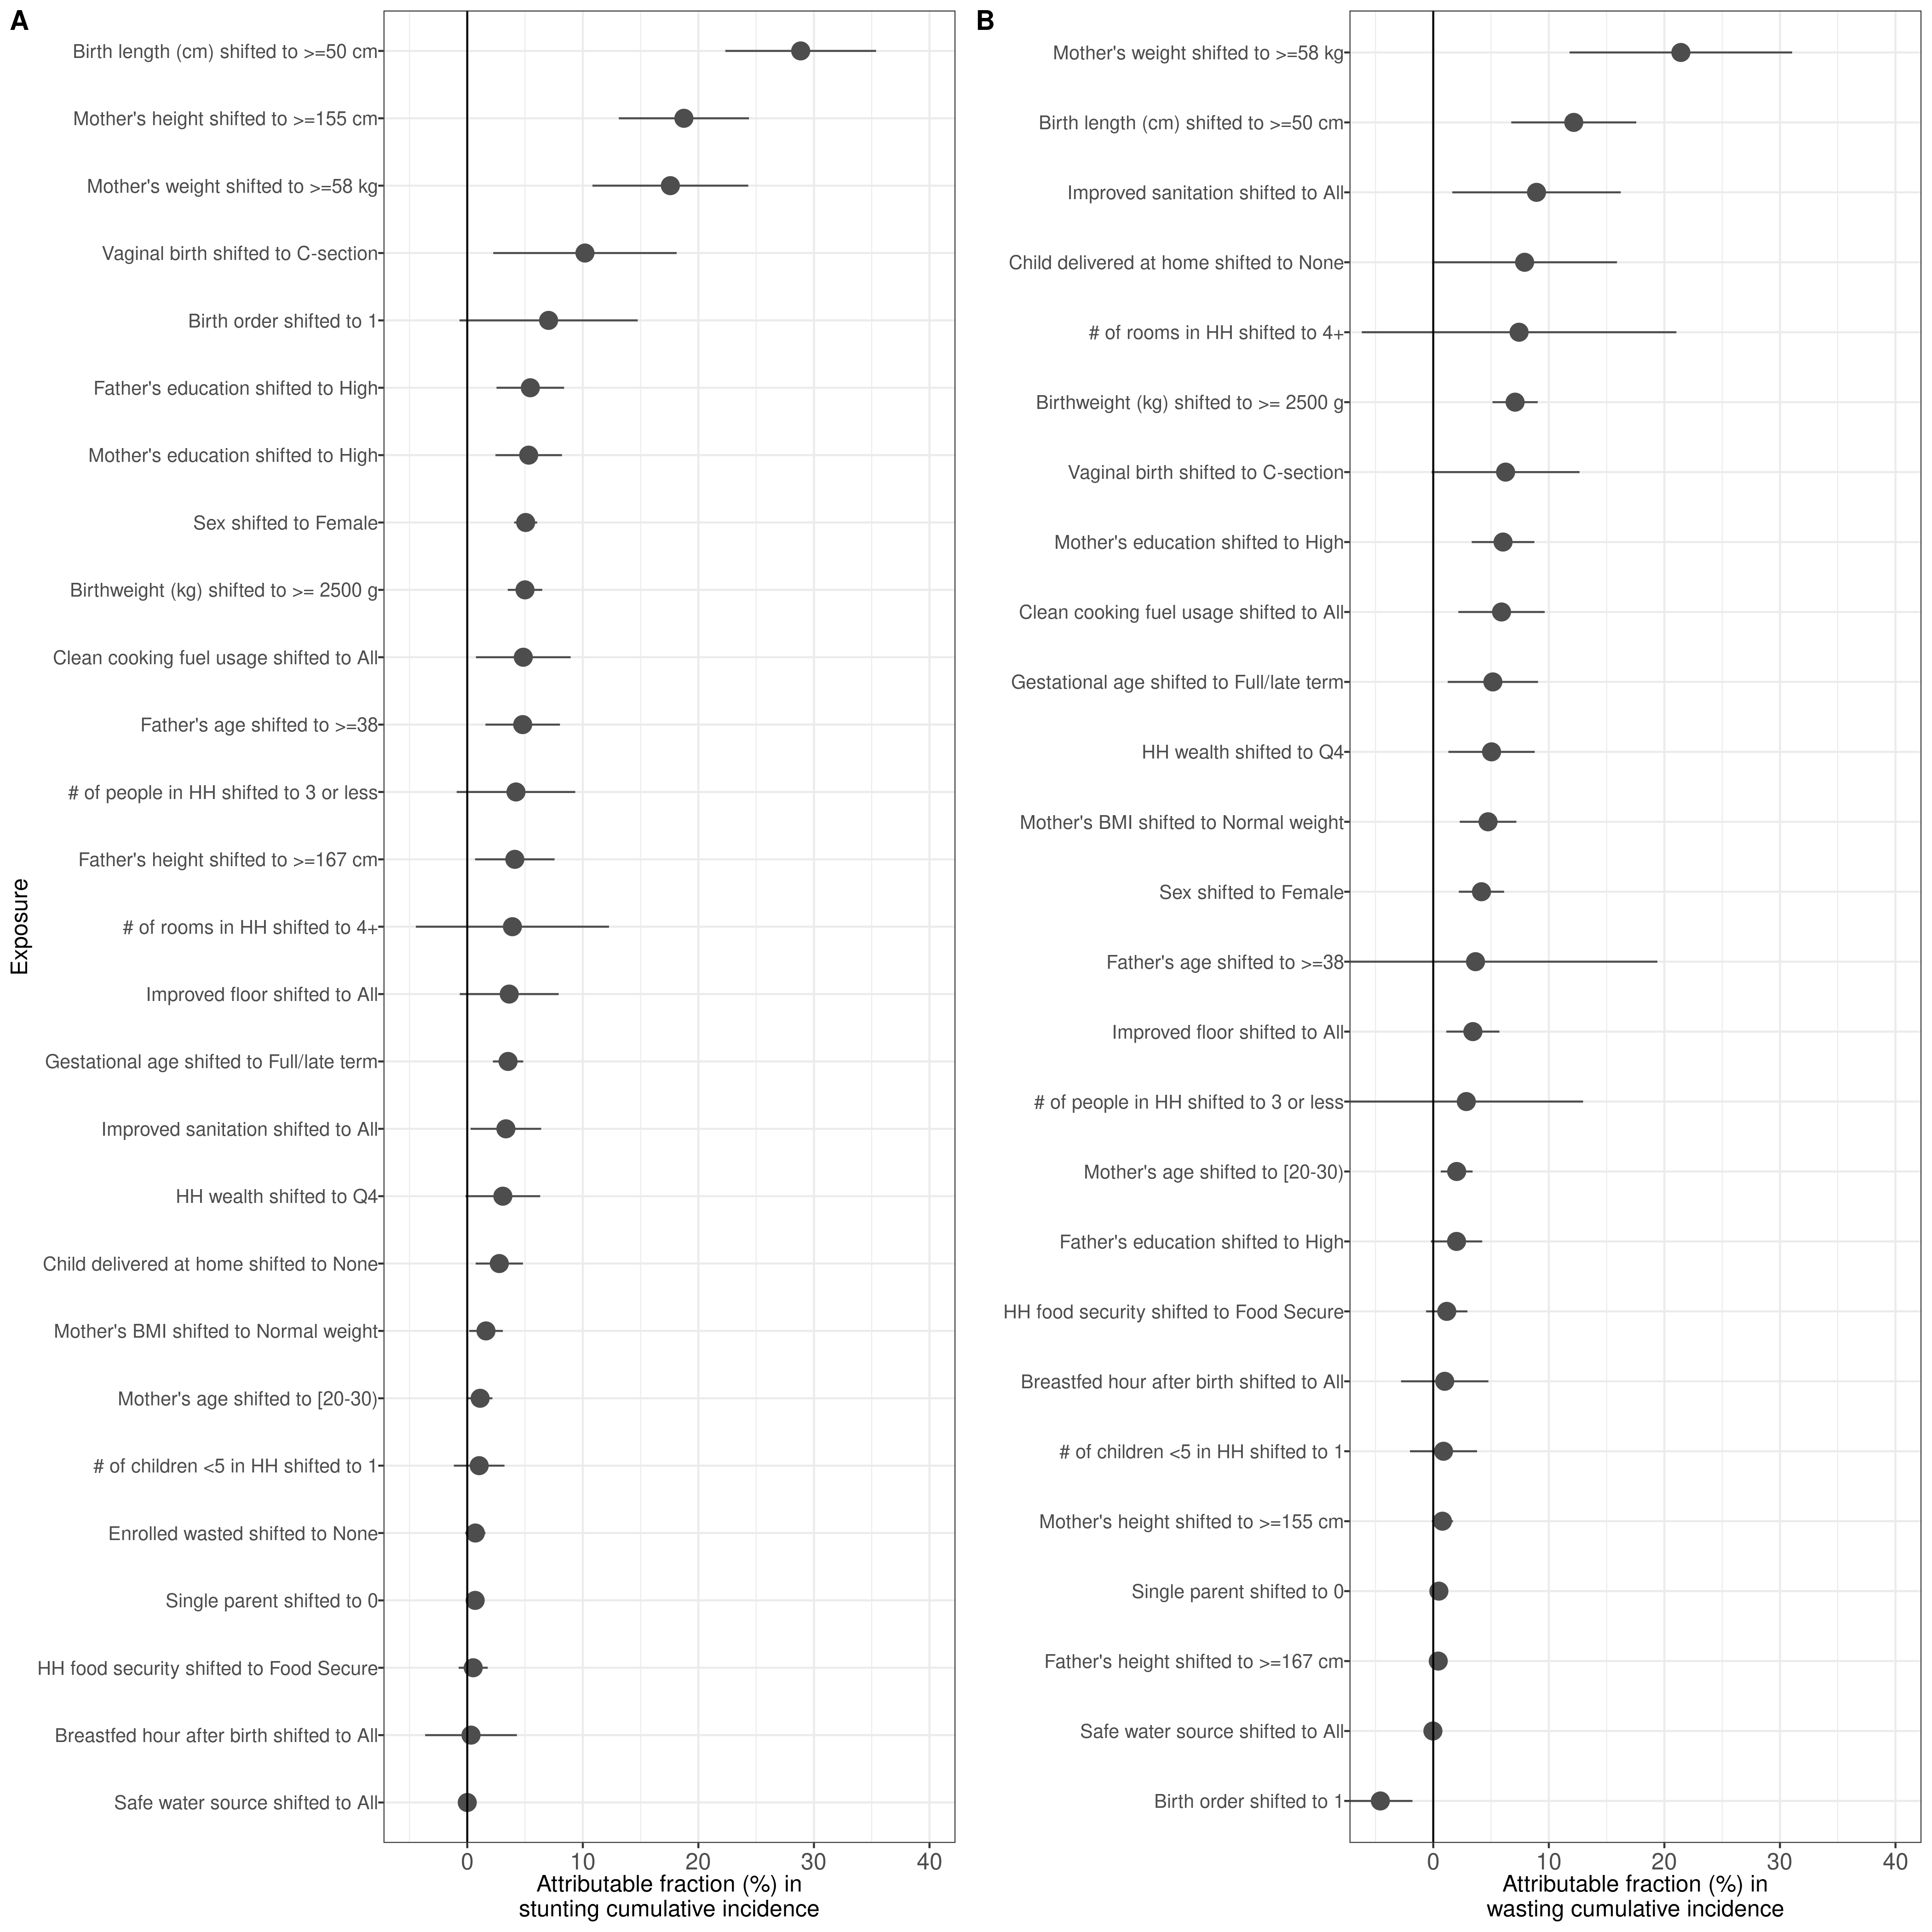 A
Exposure
Birth length (cm) shifted to >=50 cm
Mother's height shifted to >=155 cm
Mother's weight shifted to >=58 kg
Vaginal birth shifted to C-section
Birth order shifted to 1
Father's education shifted to High
Mother's education shifted to High
Sex shifted to Female
Birthweight (kg) shifted to >= 2500 g
Clean cooking fuel usage shifted to All
Father's age shifted to >=38
# of people in HH shifted to 3 or less
Father's height shifted to >=167 cm
# of rooms in HH shifted to 4+
Improved floor shifted to All
Gestational age shifted to Full/late term
Improved sanitation shifted to All
HH wealth shifted to Q4
Child delivered at home shifted to None
Mother's BMI shifted to Normal weight
Mother's age shifted to [20-30)
# of children <5 in HH shifted to 1
Enrolled wasted shifted to None
Single parent shifted to 0
HH food security shifted to Food Secure
Breastfed hour after birth shifted to All
Safe water source shifted to All
0 10 20 30 40
Attributable fraction (%) in
stunting cumulative incidence
B
Mother's weight shifted to >=58 kg
Birth length (cm) shifted to >=50 cm
Improved sanitation shifted to All
Child delivered at home shifted to None
# of rooms in HH shifted to 4+
Birthweight (kg) shifted to >= 2500 g
Vaginal birth shifted to C-section
Mother's education shifted to High
Clean cooking fuel usage shifted to All
Gestational age shifted to Full/late term
HH wealth shifted to Q4
Mother's BMI shifted to Normal weight
Sex shifted to Female
Father's age shifted to >=38
Improved floor shifted to All
# of people in HH shifted to 3 or less
Mother's age shifted to [20-30)
Father's education shifted to High
HH food security shifted to Food Secure
Breastfed hour after birth shifted to All
# of children <5 in HH shifted to 1
Mother's height shifted to >=155 cm
Single parent shifted to 0
Father's height shifted to >=167 cm
Safe water source shifted to All
Birth order shifted to 1
0 10 20 30 40
Attributable fraction (%) in
wasting cumulative incidence